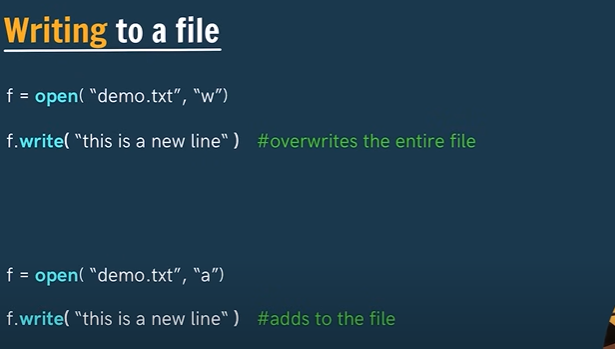 Writing to a file
f = open( “demo.txt”, “w”)
f.write( “this is a new line“ ) #overwrites the entire file
f = open( “demo.txt”, “a”)
f.write( “this is a new line“ ) #adds to the file